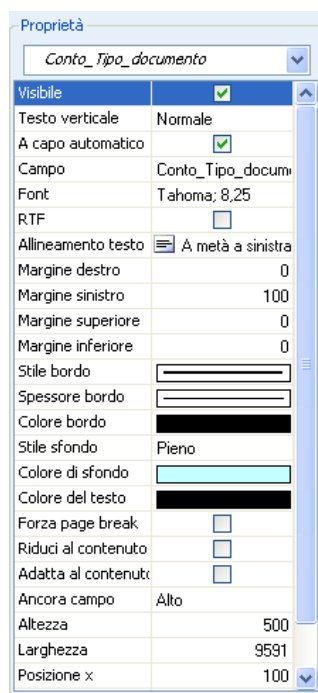 Proprietà
Conto_Tipo_documento
Visibile
Testo verticale Normale
A capo automatico
Campo Conto_Tipo_docum
Font Tahoma; 8,25
RTF
Allineamento testo A metà a sinistra
Margine destro 0
Margine sinistro 100
Margine superiore 0
Margine inferiore 0
Stile bordo
Spessore bordo
Colore bordo
Stile sfondo Pieno
Colore di sfondo
Colore del testo
Forza page break
Riduci al contenuto
Adatta al contenut
Ancora campo Alto
Altezza 500
Larghezza 9591
Posizione x 100